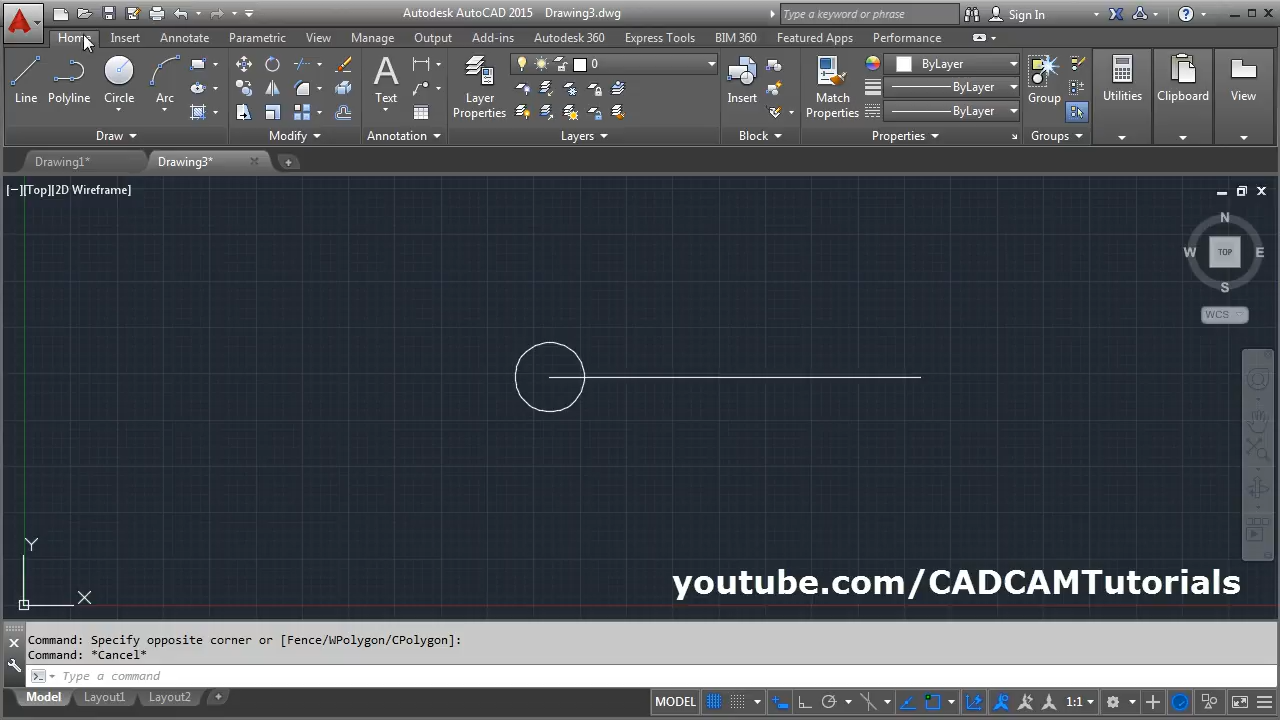 Autodesk AutoCAD 2015 Drawing3.dwg
Type a keyword or phrase
Sign In
Home Insert Annotate Parametric View Manage Output Add-ins Autodesk 360 Express Tools BIM 360 Featured Apps Performance
Line Polyline Circle Arc
Draw
Modify
Text
Annotation
Layer Properties
0
Layers
Insert
Block
Match Properties
ByLayer
ByLayer
ByLayer
Properties
Group
Groups
Utilities
Clipboard
View
Drawing1* Drawing3*
[−][Top][2D Wireframe]
N
W TOP E
S
WCS
Y
X
youtube.com/CADCAMTutorials
Command: Specify opposite corner or [Fence/WPolygon/CPolygon]:
Command: *Cancel*
Type a command
Model Layout1 Layout2
MODEL 1:1